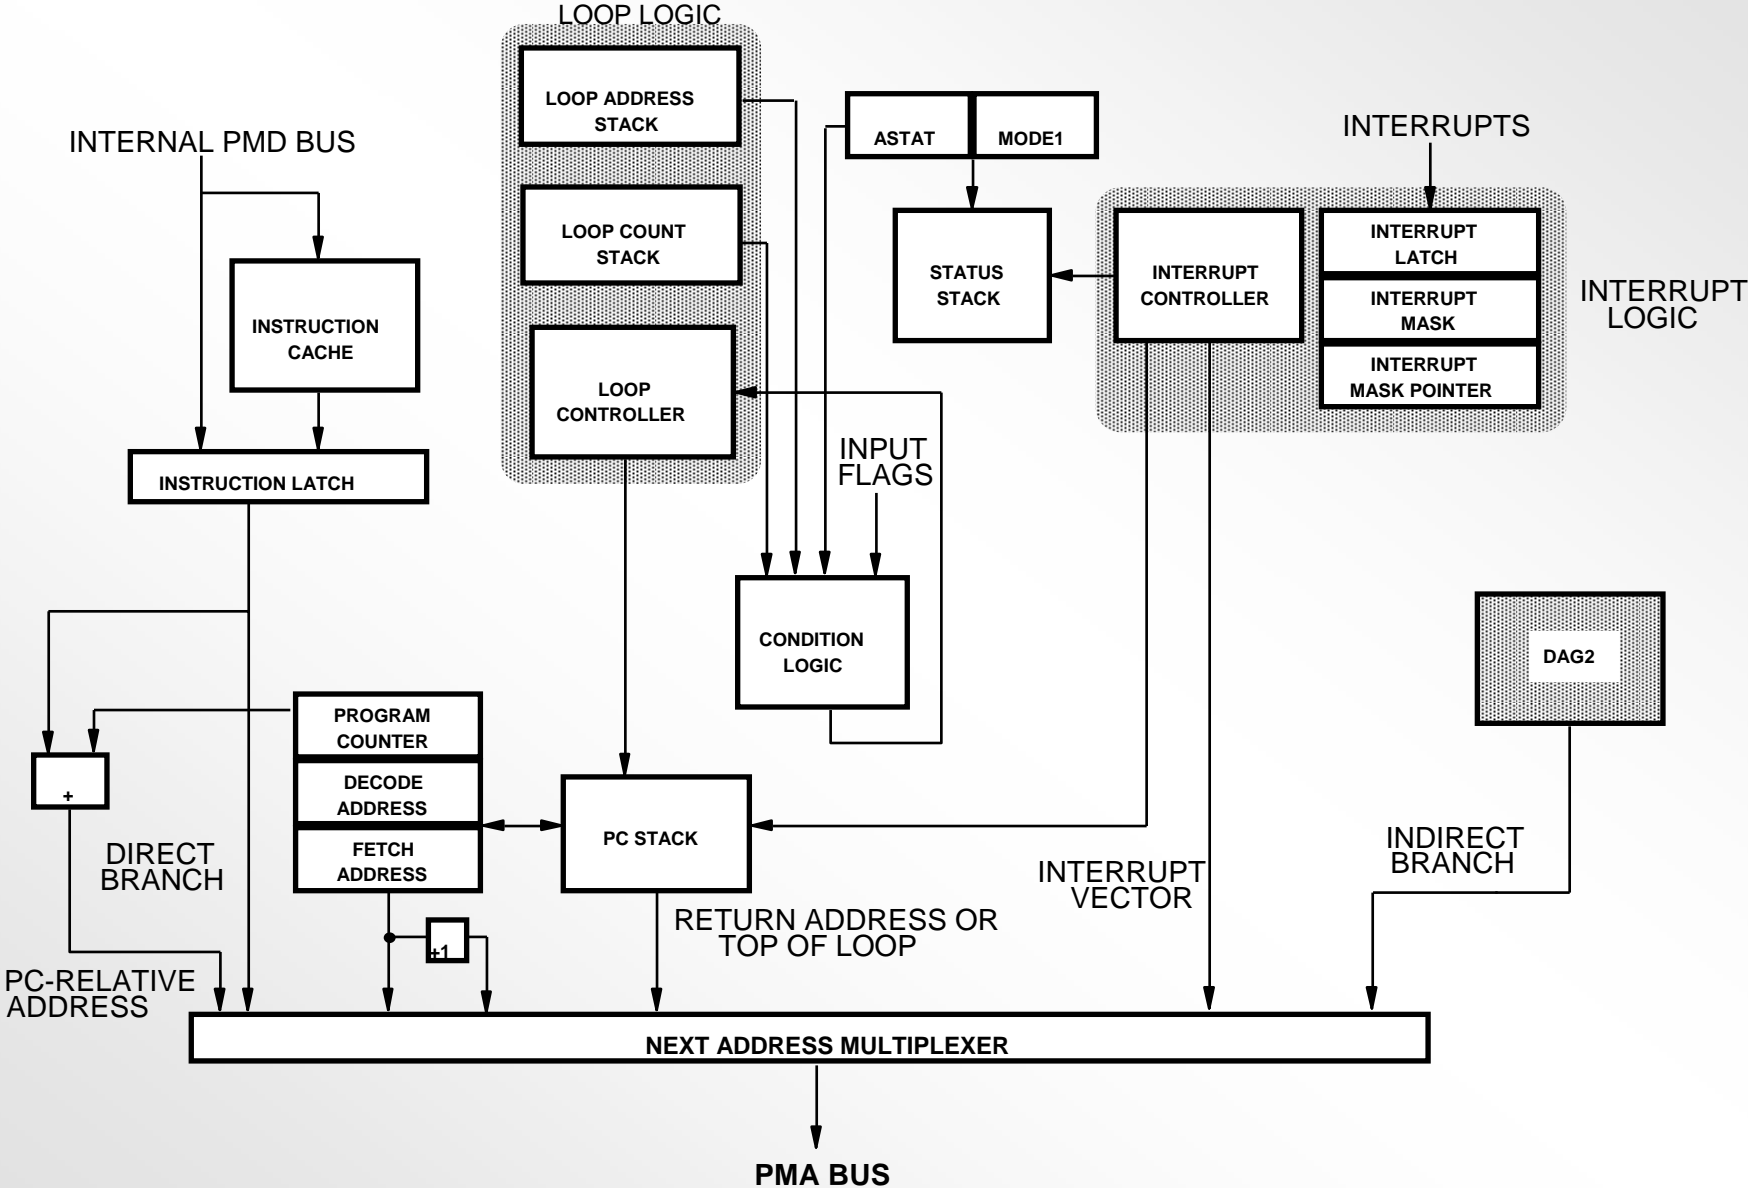 LOOP LOGIC
LOOP ADDRESS
STACK
ASTAT
MODE1
INTERRUPTS
INTERNAL PMD BUS
LOOP COUNT
STACK
STATUS
STACK
INTERRUPT
CONTROLLER
INTERRUPT
LATCH
INTERRUPT
MASK
INTERRUPT
MASK POINTER
INTERRUPT
LOGIC
INSTRUCTION
CACHE
LOOP
CONTROLLER
INPUT
FLAGS
INSTRUCTION LATCH
CONDITION
LOGIC
DAG2
PROGRAM
COUNTER
DECODE
ADDRESS
FETCH
ADDRESS
+
PC STACK
DIRECT
BRANCH
INTERRUPT
VECTOR
INDIRECT
BRANCH
+1
RETURN ADDRESS OR
TOP OF LOOP
PC-RELATIVE
ADDRESS
NEXT ADDRESS MULTIPLEXER
PMA BUS